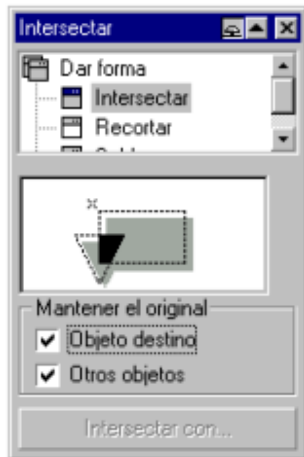 Intersectar
Dar forma
Intersectar
Recortar
Mantener el original
Objeto destino
Otros objetos
Intersectar con...